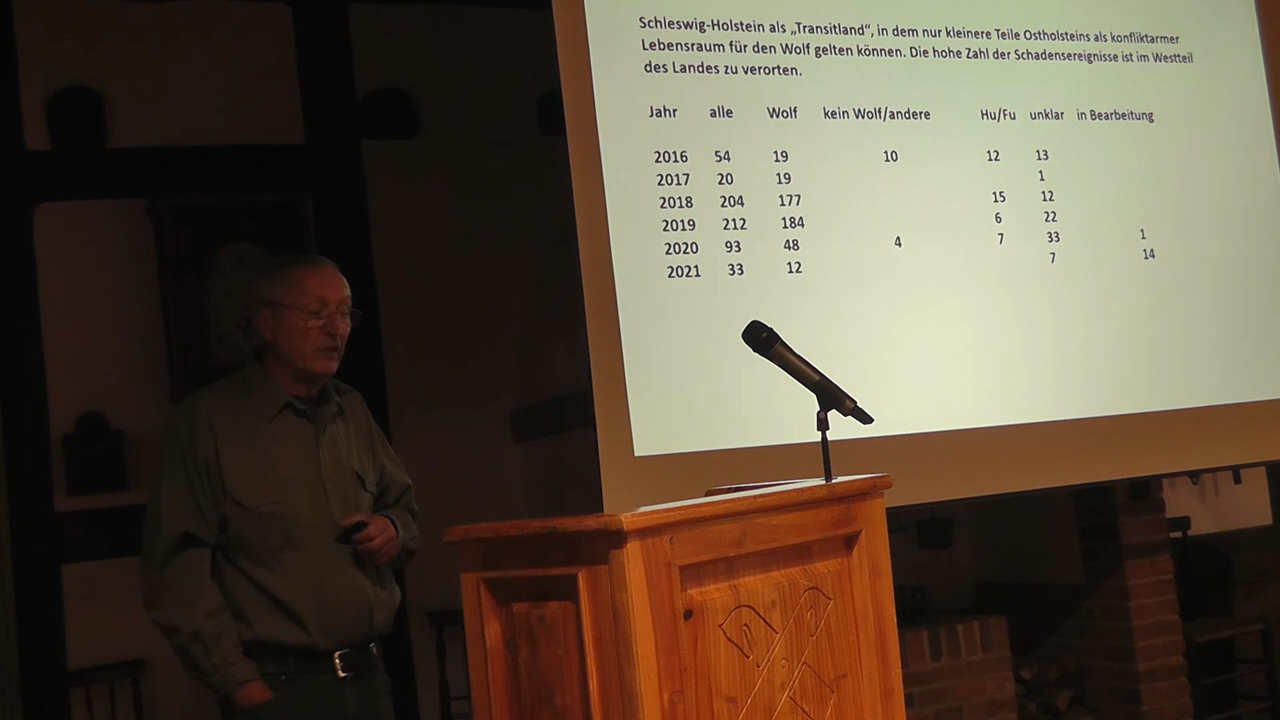 Schleswig-Holstein als „Transitland“, in dem nur kleinere Teile Ostholsteins als konfliktarmer
Lebensraum für den Wolf gelten können. Die hohe Zahl der Schadensereignisse ist im Westteil
des Landes zu verorten.
Jahr alle Wolf kein Wolf/andere Hu/Fu unklar in Bearbeitung
2016 54 19 10 12 13
2017 20 19 1
2018 204 177 15 12
2019 212 184 6 22
2020 93 48 4 7 33 1
2021 33 12 7 14